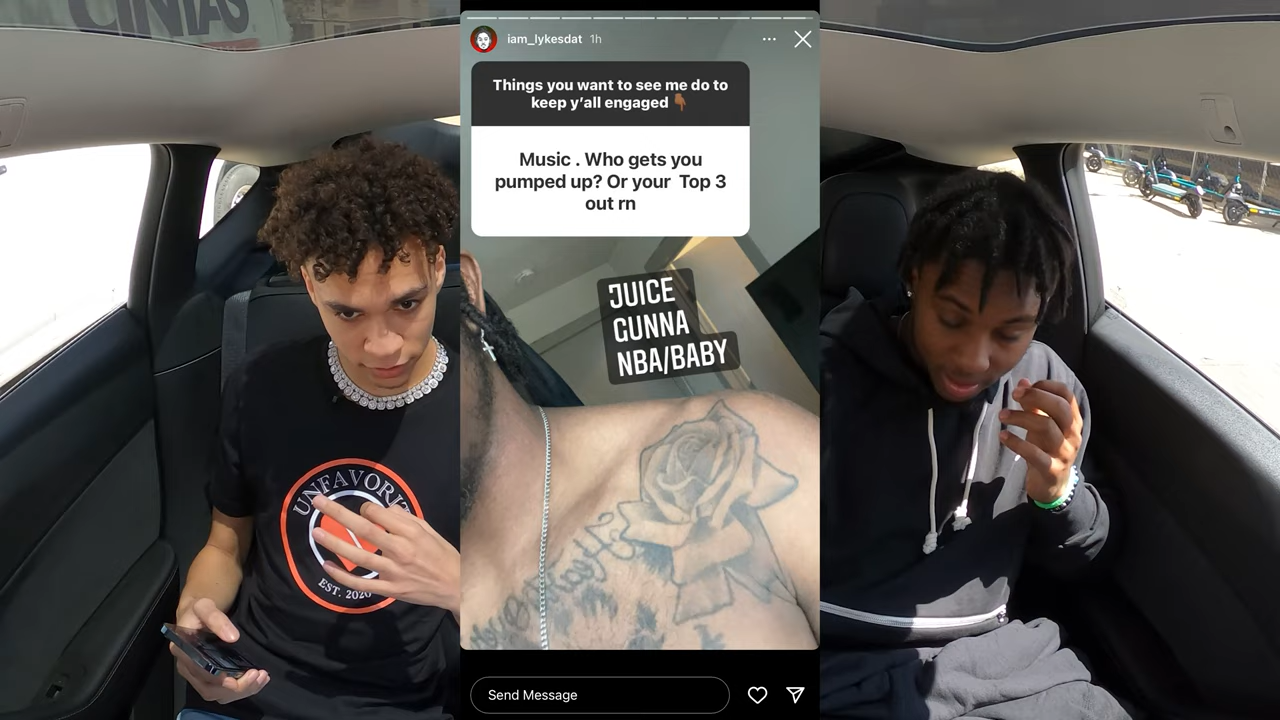 CINTAS
iam_lykesdat 1h
Things you want to see me do to
keep y’all engaged 👇🏾
Music . Who gets you
pumped up? Or your Top 3
out rn
JUICE
GUNNA
NBA/BABY
UNFAVORI
EST. 2020
Send Message